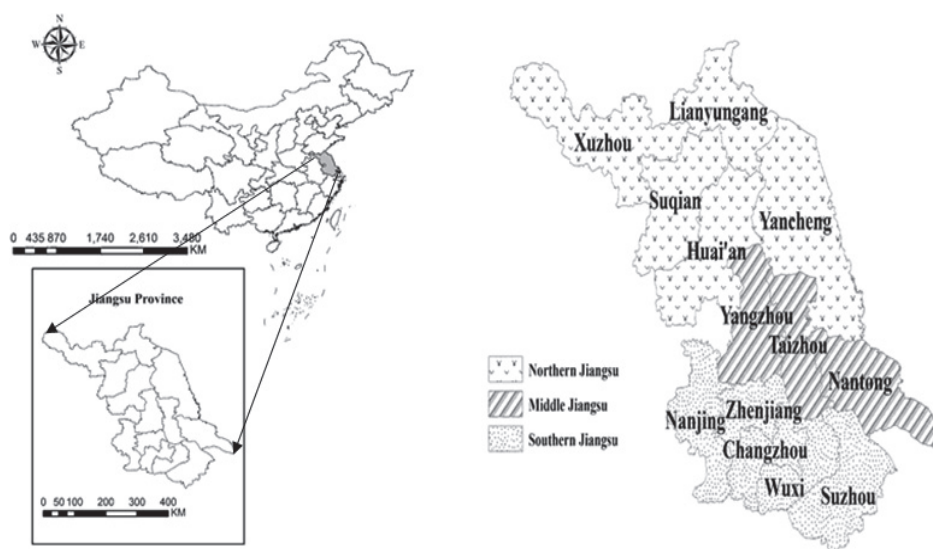 N
W E
S
0 435 870 1,740 2,610 3,480
KM
Jiangsu Province
0 50 100 200 300 400
KM
Lianyungang
Xuzhou
Suqian
Yancheng
Huai'an
Yangzhou
Taizhou
Nantong
Nanjing
Zhenjiang
Changzhou
Wuxi
Suzhou
Northern Jiangsu
Middle Jiangsu
Southern Jiangsu